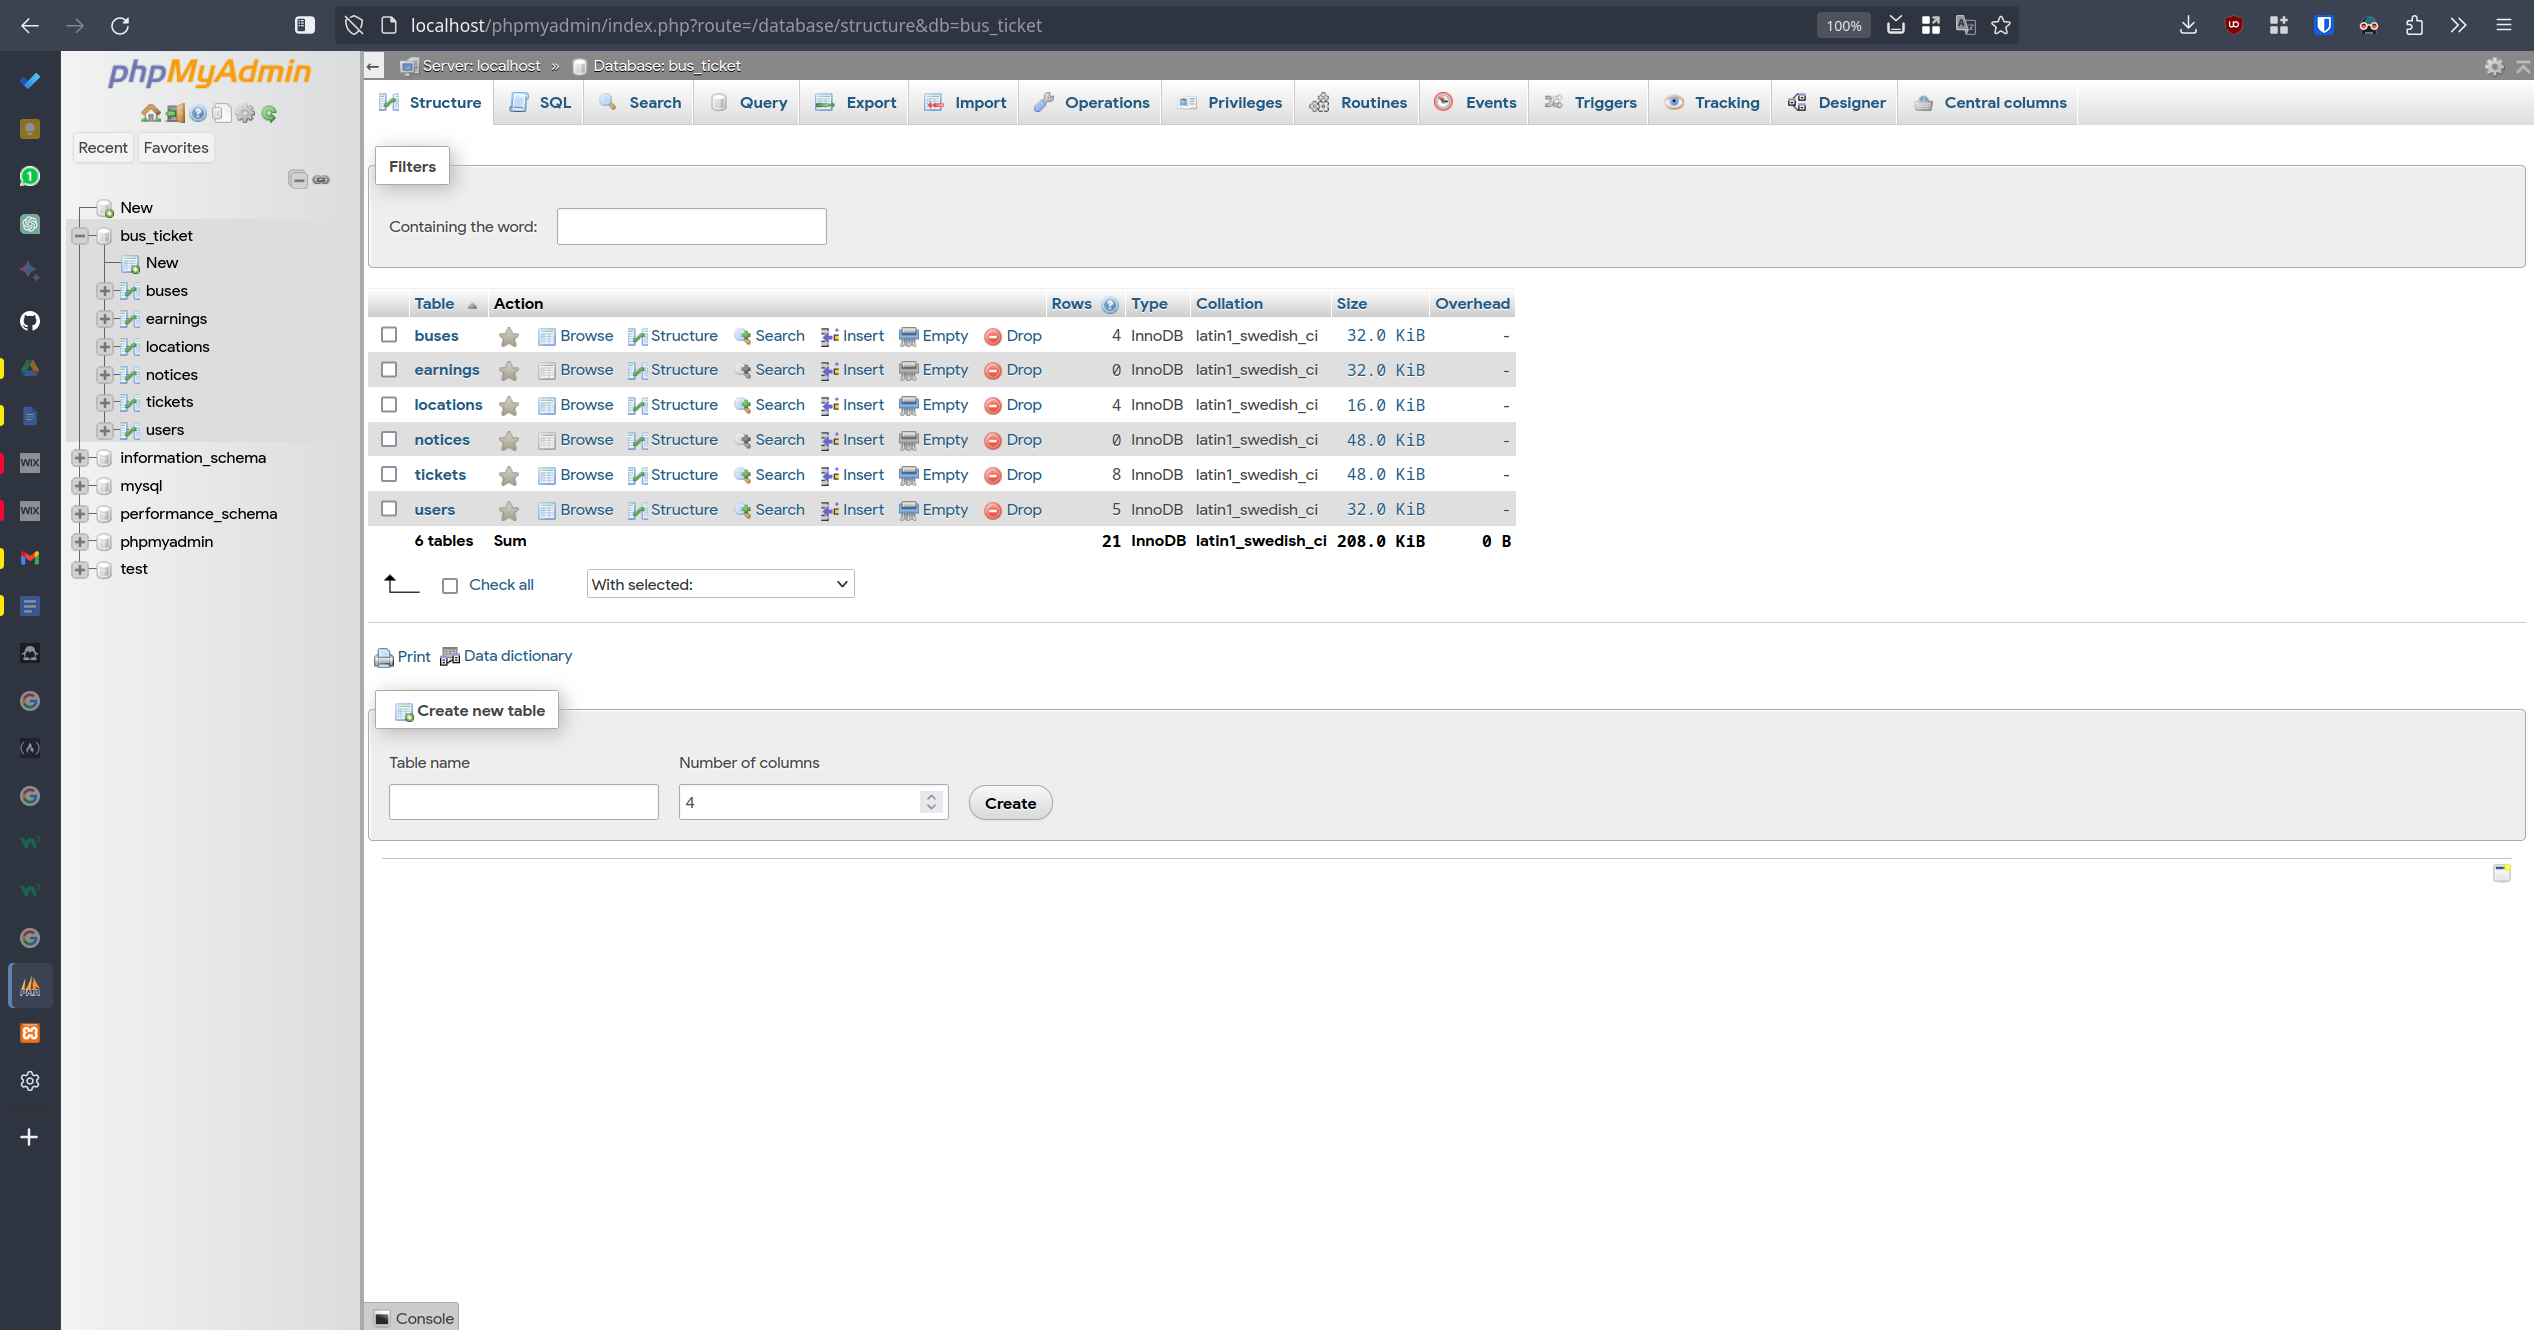 localhost/phpmyadmin/index.php?route=/database/structure&db=bus_ticket
100%
phpMyAdmin
Recent
Favorites
New
bus_ticket
New
buses
earnings
locations
notices
tickets
users
information_schema
mysql
performance_schema
phpmyadmin
test
Server: localhost » Database: bus_ticket
Structure SQL Search Query Export Import Operations Privileges Routines Events Triggers Tracking Designer Central columns
Filters
Containing the word:
Table Action Rows Type Collation Size Overhead
buses Browse Structure Search Insert Empty Drop 4 InnoDB latin1_swedish_ci 32.0 KiB -
earnings Browse Structure Search Insert Empty Drop 0 InnoDB latin1_swedish_ci 32.0 KiB -
locations Browse Structure Search Insert Empty Drop 4 InnoDB latin1_swedish_ci 16.0 KiB -
notices Browse Structure Search Insert Empty Drop 0 InnoDB latin1_swedish_ci 48.0 KiB -
tickets Browse Structure Search Insert Empty Drop 8 InnoDB latin1_swedish_ci 48.0 KiB -
users Browse Structure Search Insert Empty Drop 5 InnoDB latin1_swedish_ci 32.0 KiB -
6 tables Sum 21 InnoDB latin1_swedish_ci 208.0 KiB 0 B
Check all
With selected:
Print
Data dictionary
Create new table
Table name
Number of columns
4
Create
Console
1
WIX
WIX
PMA